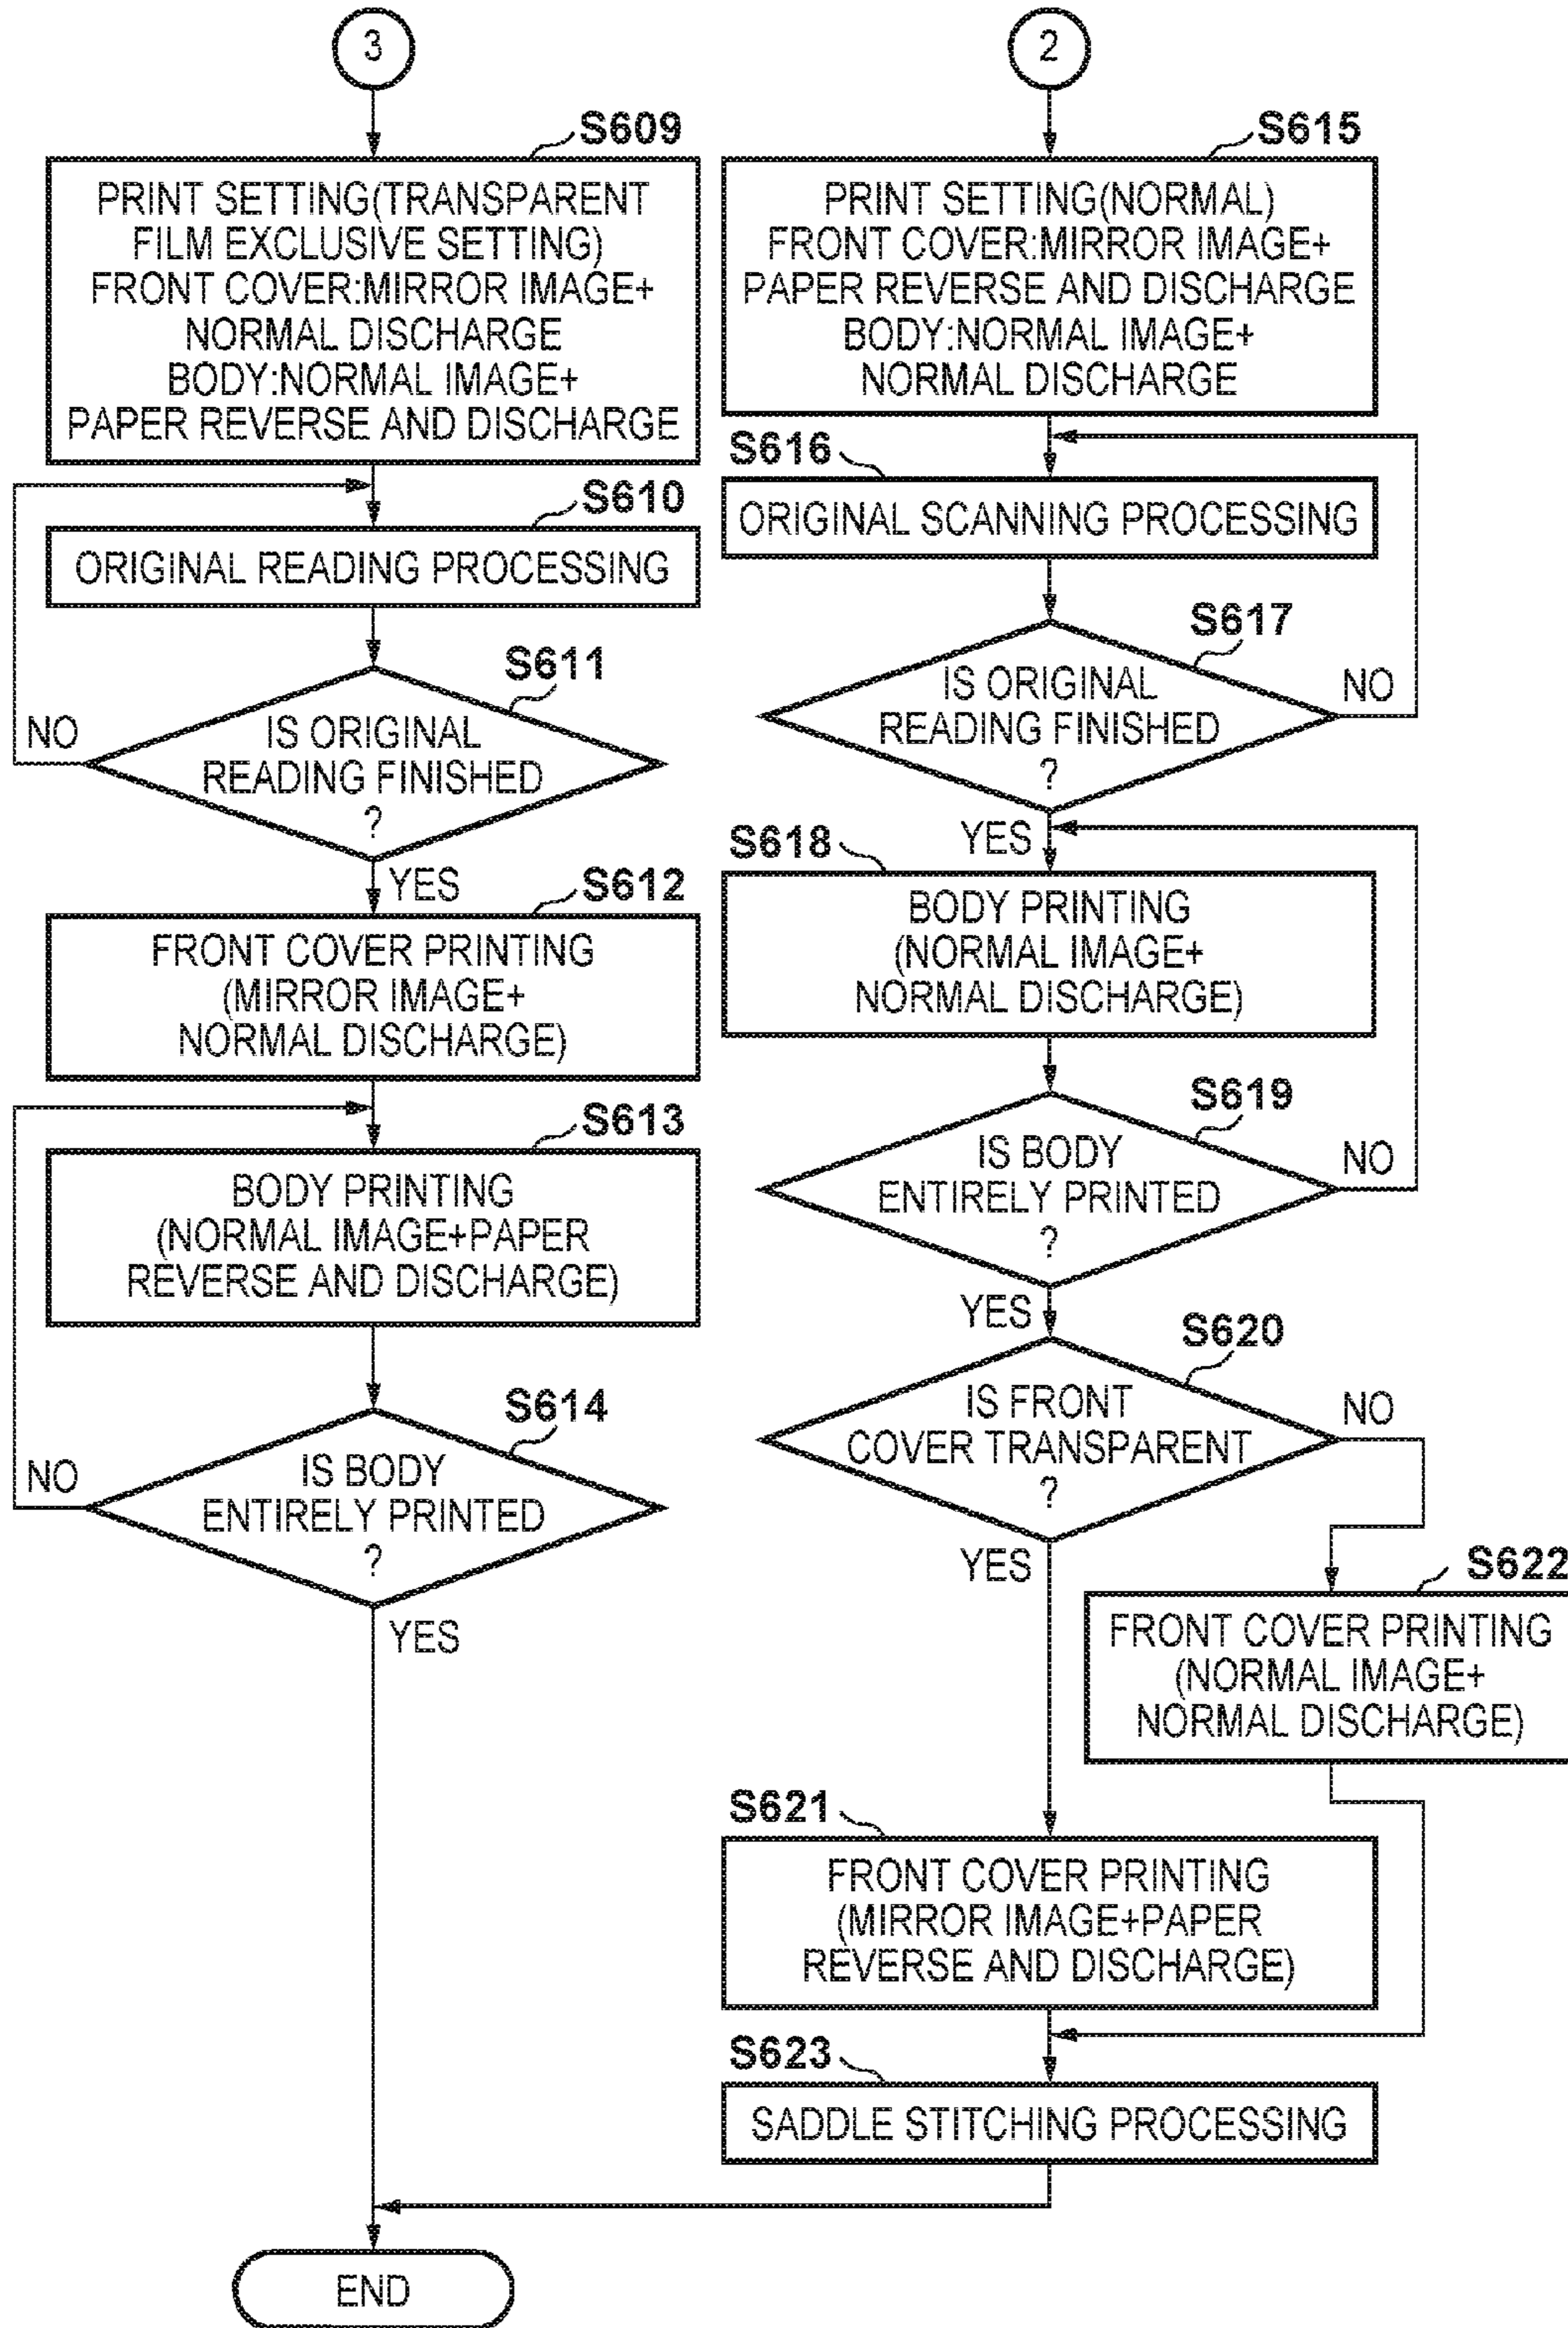 3
S609
PRINT SETTING(TRANSPARENT
FILM EXCLUSIVE SETTING)
FRONT COVER:MIRROR IMAGE+
NORMAL DISCHARGE
BODY:NORMAL IMAGE+
PAPER REVERSE AND DISCHARGE
S610
ORIGINAL READING PROCESSING
S611
IS ORIGINAL
READING FINISHED
?
NO
YES
S612
FRONT COVER PRINTING
(MIRROR IMAGE+
NORMAL DISCHARGE)
S613
BODY PRINTING
(NORMAL IMAGE+PAPER
REVERSE AND DISCHARGE)
S614
IS BODY
ENTIRELY PRINTED
?
NO
YES
2
S615
PRINT SETTING(NORMAL)
FRONT COVER:MIRROR IMAGE+
PAPER REVERSE AND DISCHARGE
BODY:NORMAL IMAGE+
NORMAL DISCHARGE
S616
ORIGINAL SCANNING PROCESSING
S617
IS ORIGINAL
READING FINISHED
?
NO
YES
S618
BODY PRINTING
(NORMAL IMAGE+
NORMAL DISCHARGE)
S619
IS BODY
ENTIRELY PRINTED
?
NO
YES
S620
IS FRONT
COVER TRANSPARENT
?
NO
YES
S622
FRONT COVER PRINTING
(NORMAL IMAGE+
NORMAL DISCHARGE)
S621
FRONT COVER PRINTING
(MIRROR IMAGE+PAPER
REVERSE AND DISCHARGE)
S623
SADDLE STITCHING PROCESSING
END